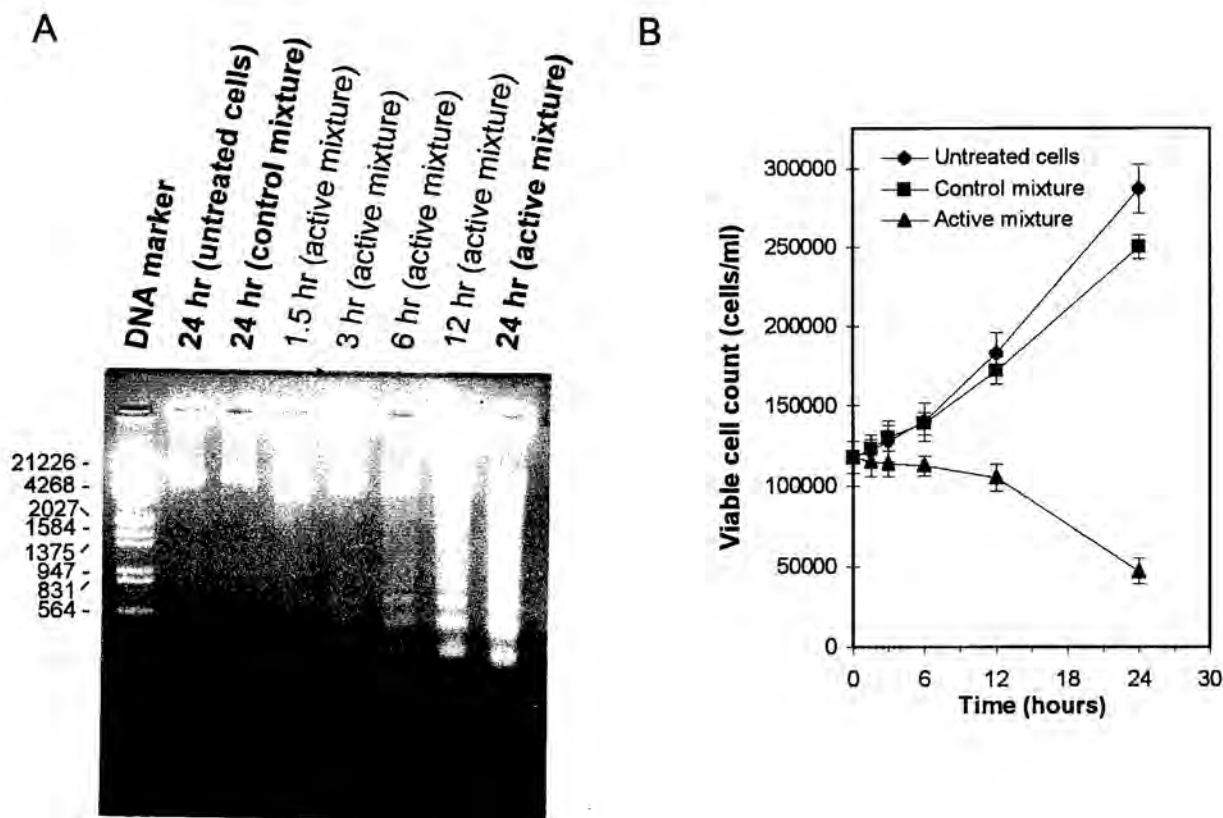 A
DNA marker
24 hr (untreated cells)
24 hr (control mixture)
1.5 hr (active mixture)
3 hr (active mixture)
6 hr (active mixture)
12 hr (active mixture)
24 hr (active mixture)
21226 -
4268 -
2027
1584 -
1375
947 -
831
564 -
B
Viable cell count (cells/ml)
300000
250000
200000
150000
100000
50000
0
Untreated cells
Control mixture
Active mixture
0 6 12 18 24 30
Time (hours)